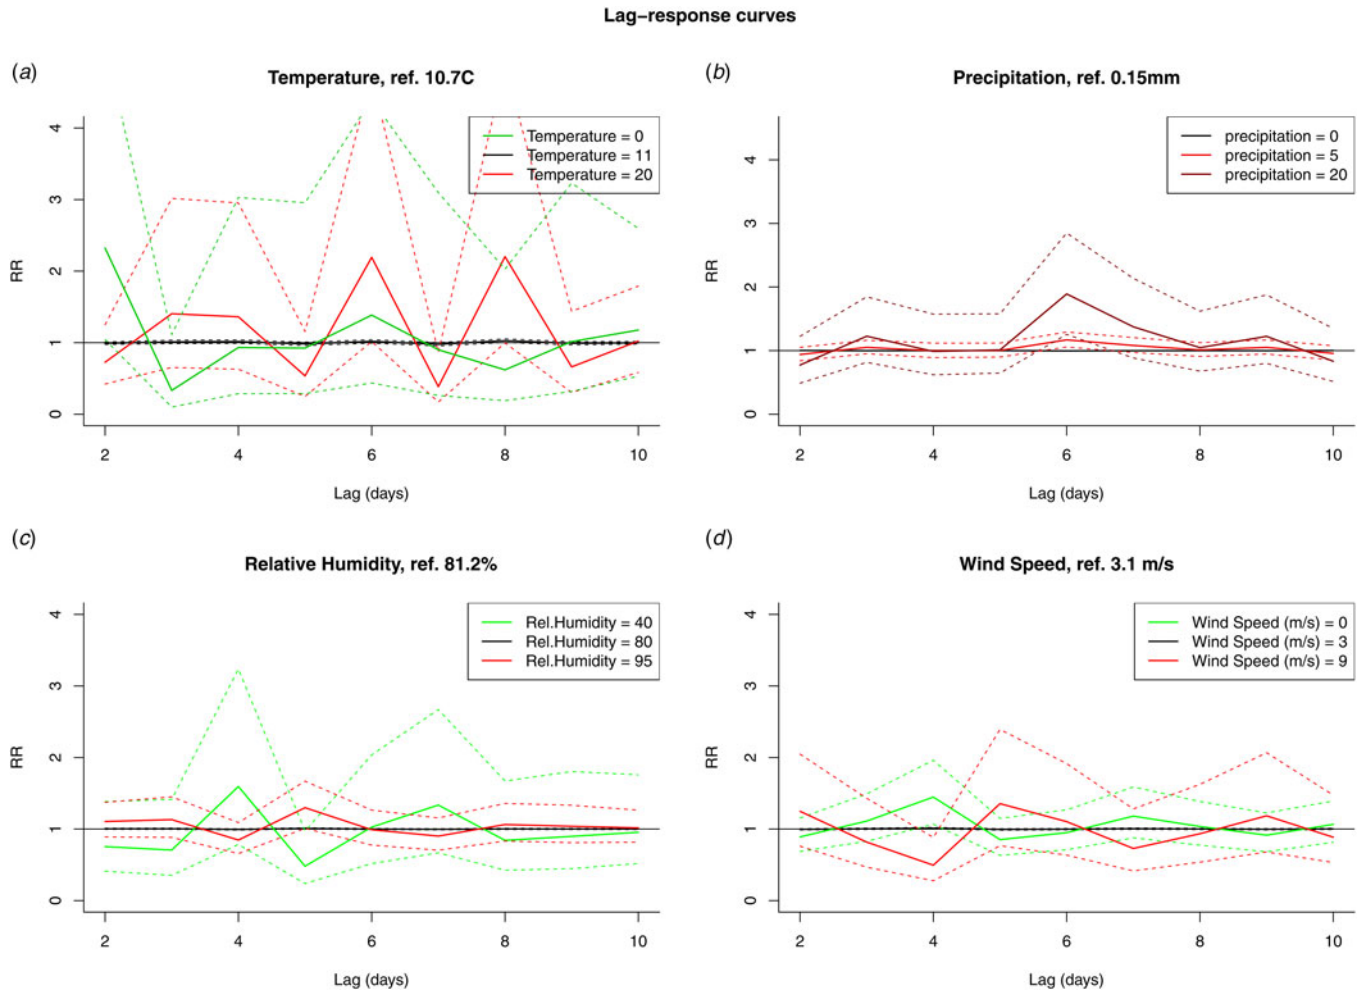 Lag−response curves
(a)
Temperature, ref. 10.7C
RR
4
3
2
1
0
Temperature = 0
Temperature = 11
Temperature = 20
2 4 6 8 10
Lag (days)
(b)
Precipitation, ref. 0.15mm
RR
4
3
2
1
0
precipitation = 0
precipitation = 5
precipitation = 20
2 4 6 8 10
Lag (days)
(c)
Relative Humidity, ref. 81.2%
RR
4
3
2
1
0
Rel.Humidity = 40
Rel.Humidity = 80
Rel.Humidity = 95
2 4 6 8 10
Lag (days)
(d)
Wind Speed, ref. 3.1 m/s
RR
4
3
2
1
0
Wind Speed (m/s) = 0
Wind Speed (m/s) = 3
Wind Speed (m/s) = 9
2 4 6 8 10
Lag (days)